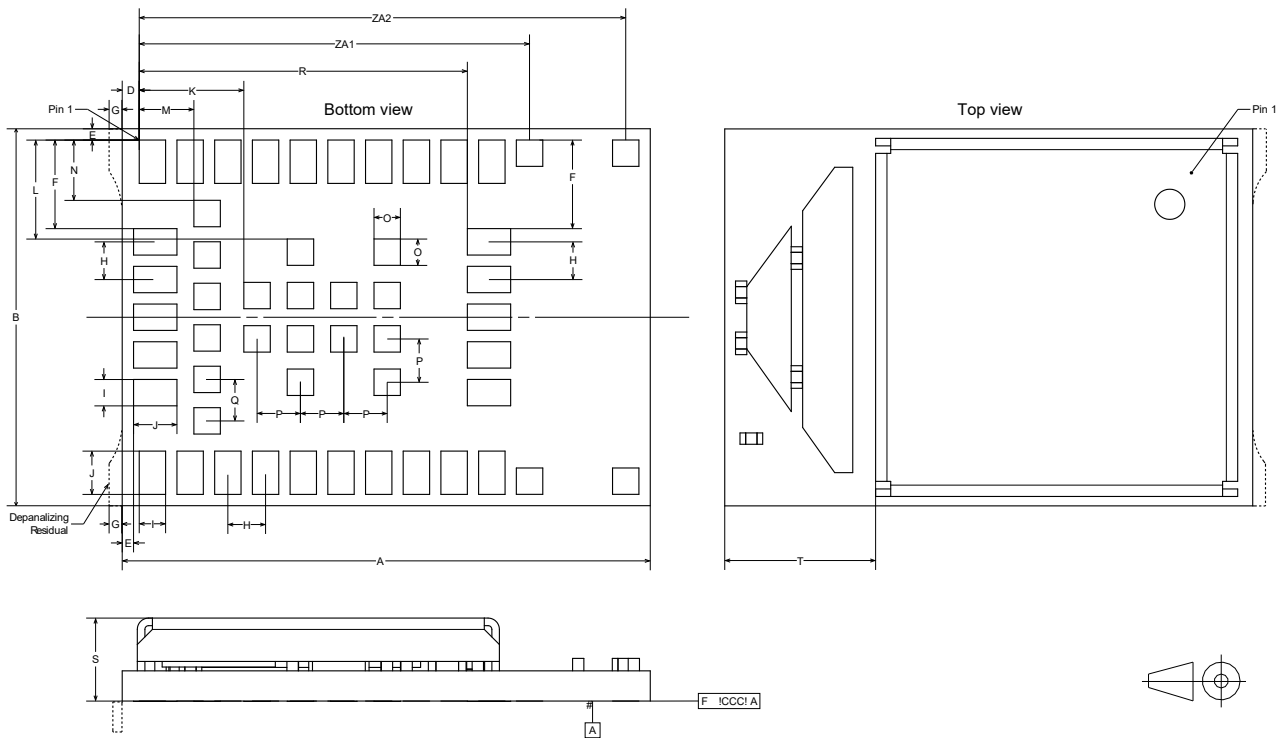 ZA2
ZA1
R
D
K
G
M
Pin 1
Bottom view
Top view
Pin 1
E
N
F
L
F
O
O
H
H
B
P
I
Q
P
P
P
J
J
Depanalizing
Residual
G
I
H
E
A
T
S
F !CCC! A
#
A